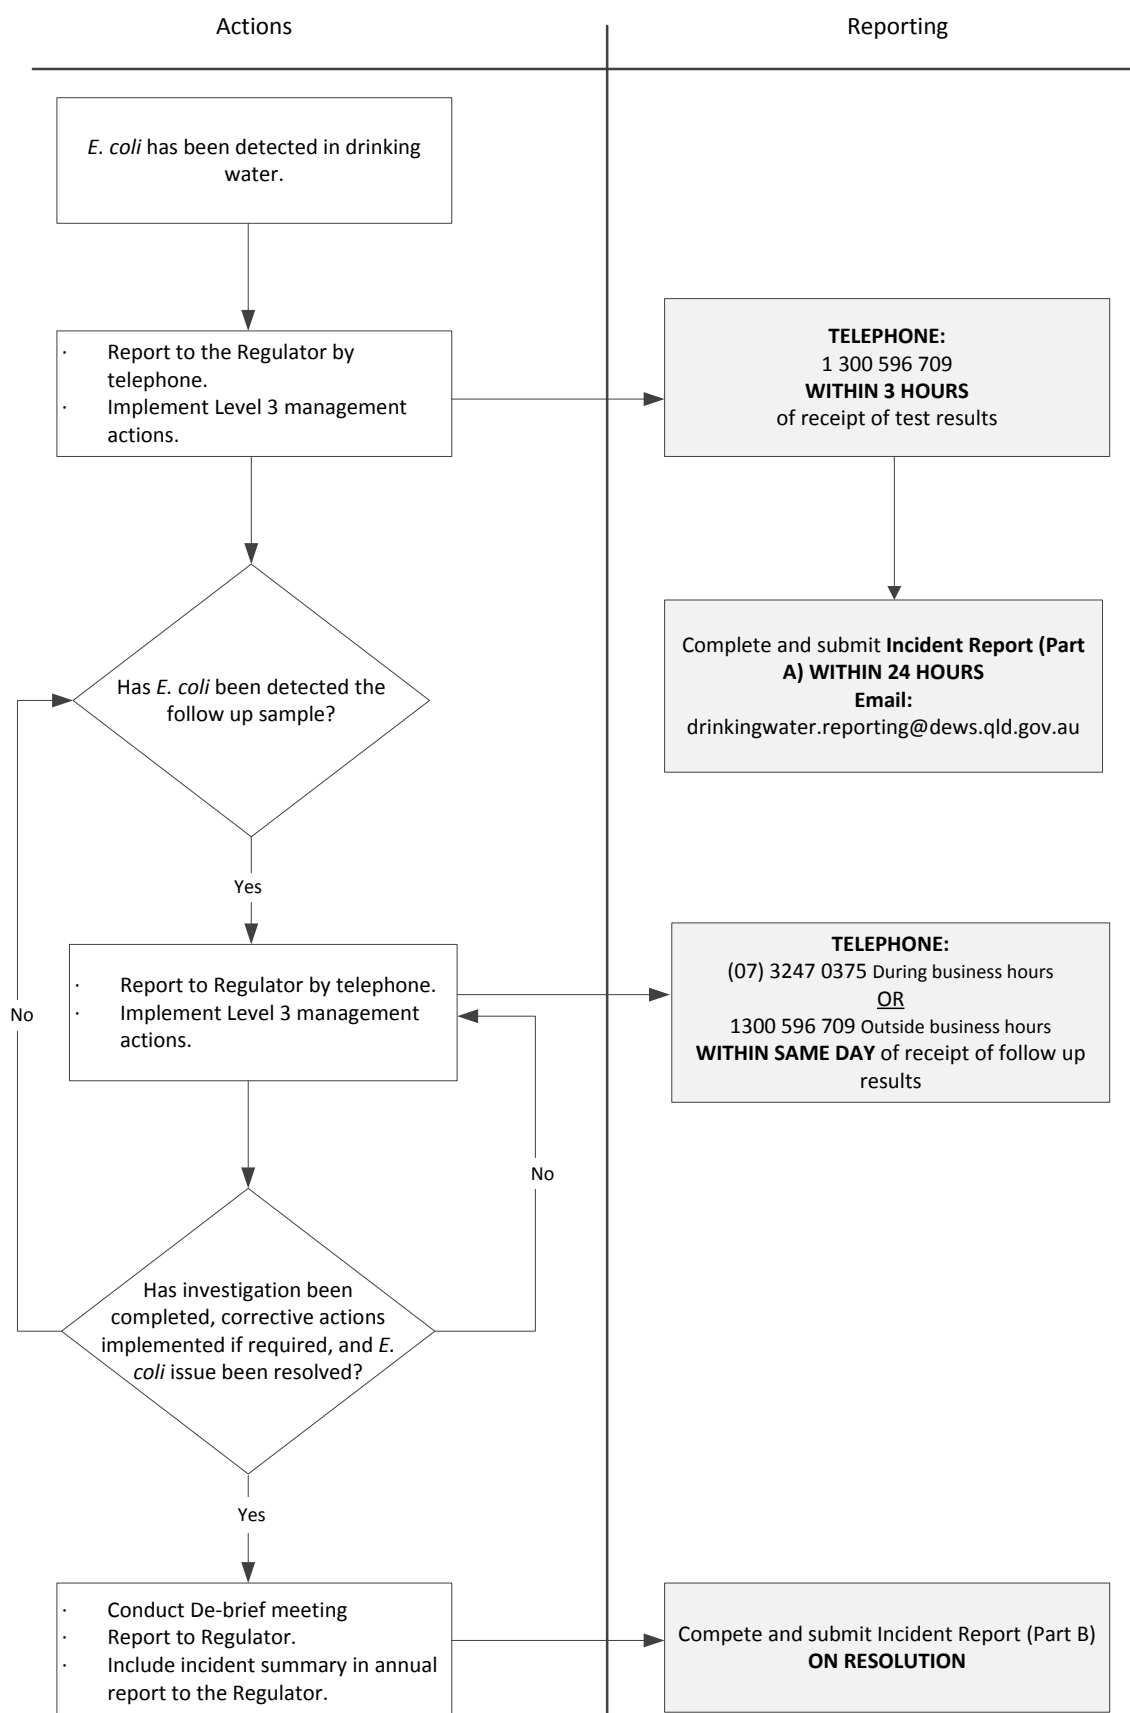 Actions
Reporting
E. coli has been detected in drinking
water.
· Report to the Regulator by
telephone.
· Implement Level 3 management
actions.
TELEPHONE:
1 300 596 709
WITHIN 3 HOURS
of receipt of test results
Has E. coli been detected the
follow up sample?
Complete and submit Incident Report (Part
A) WITHIN 24 HOURS
Email:
drinkingwater.reporting@dews.qld.gov.au
Yes
· Report to Regulator by telephone.
· Implement Level 3 management
actions.
TELEPHONE:
(07) 3247 0375 During business hours
OR
1300 596 709 Outside business hours
WITHIN SAME DAY of receipt of follow up
results
No
No
Has investigation been
completed, corrective actions
implemented if required, and E.
coli issue been resolved?
Yes
· Conduct De-brief meeting
· Report to Regulator.
· Include incident summary in annual
report to the Regulator.
Compete and submit Incident Report (Part B)
ON RESOLUTION